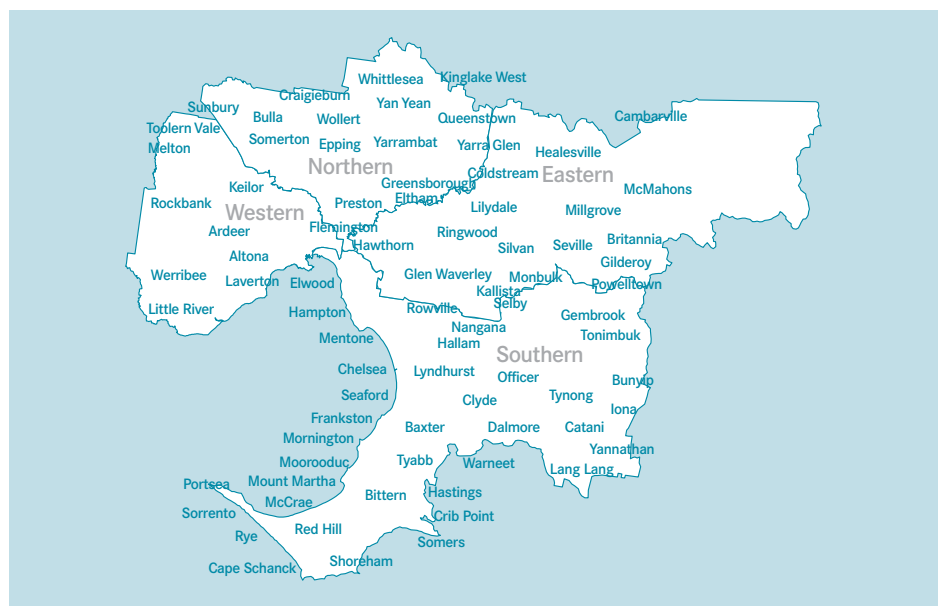 Whittlesea
Kinglake West
Craigieburn
Sunbury
Yan Yean
Bulla
Wollert
Queenstown
Cambarville
Toolern Vale
Melton
Somerton
Epping
Yarrambat
Yarra Glen
Healesville
Northern
Coldstream
Eastern
Greensborough
Keilor
Eltham
McMahons
Rockbank
Western
Preston
Lilydale
Millgrove
Ardeer
Flemington
Ringwood
Hawthorn
Silvan
Seville
Britannia
Altona
Gilderoy
Werribee
Laverton
Elwood
Glen Waverley
Monbulk
Powelltown
Kallista
Selby
Little River
Hampton
Rowville
Gembrook
Nangana
Mentone
Hallam
Tonimbuk
Southern
Chelsea
Lyndhurst
Officer
Bunyip
Seaford
Clyde
Tynong
Iona
Frankston
Baxter
Dalmore
Catani
Mornington
Yannathan
Moorooduc
Tyabb
Warneet
Lang Lang
Portsea
Mount Martha
McCrae
Bittern
Hastings
Sorrento
Crib Point
Rye
Red Hill
Somers
Cape Schanck
Shoreham